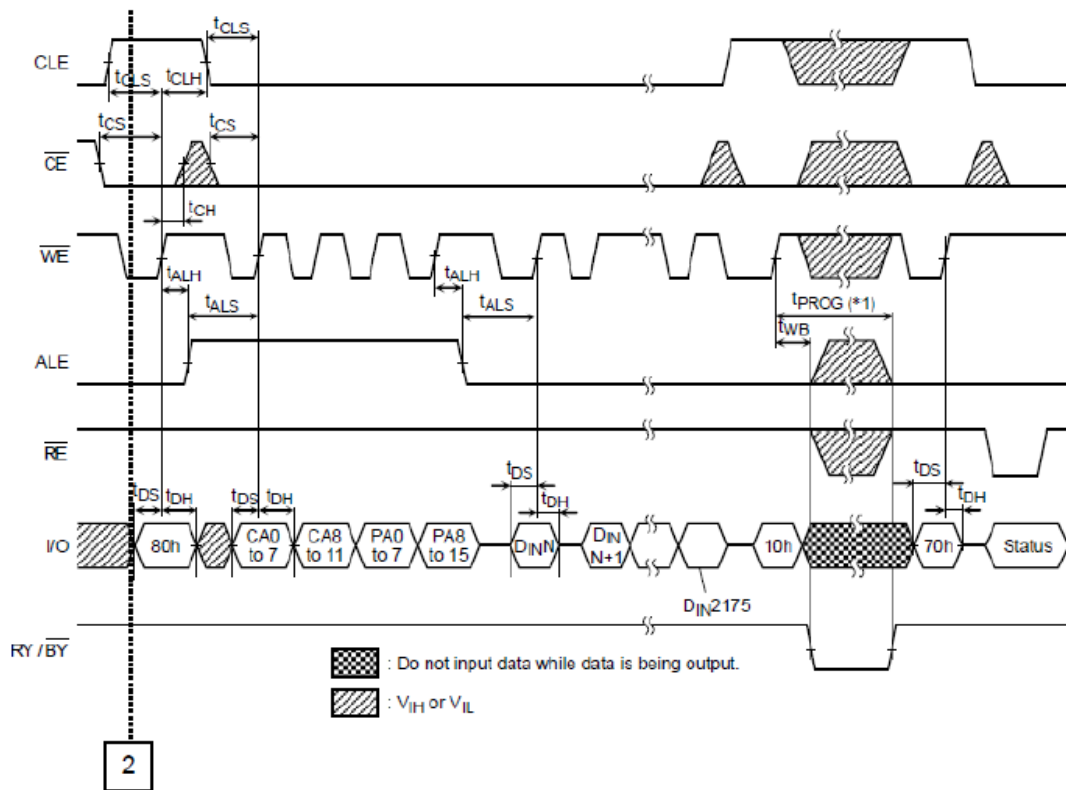 tCLS
CLE
tCLS
tCLH
tCS
tCS
CE
tCH
WE
tALH
tALH
tALS
tALS
tPROG (*1)
tWB
ALE
RE
tDS
tDH
tDS
tDH
tDS
tDH
tDS
tDH
I/O
80h
CA0 to 7
CA8 to 11
PA0 to 7
PA8 to 15
DINN
DIN N+1
10h
70h
Status
DIN2175
RY / BY
: Do not input data while data is being output.
: VIH or VIL
2